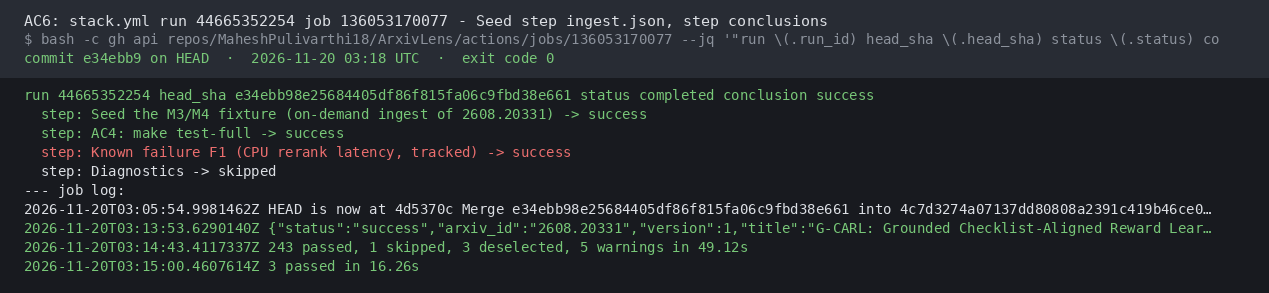 AC6: stack.yml run 44665352254 job 136053170077 - Seed step ingest.json, step conclusions
$ bash -c gh api repos/MaheshPulivarthi18/ArxivLens/actions/jobs/136053170077 --jq '"run \(.run_id) head_sha \(.head_sha) status \(.status) co
commit e34ebb9 on HEAD · 2026-11-20 03:18 UTC · exit code 0
run 44665352254 head_sha e34ebb98e25684405df86f815fa06c9fbd38e661 status completed conclusion success
step: Seed the M3/M4 fixture (on-demand ingest of 2608.20331) -> success
step: AC4: make test-full -> success
step: Known failure F1 (CPU rerank latency, tracked) -> success
step: Diagnostics -> skipped
--- job log:
2026-11-20T03:05:54.9981462Z HEAD is now at 4d5370c Merge e34ebb98e25684405df86f815fa06c9fbd38e661 into 4c7d3274a07137dd80808a2391c419b46ce0…
2026-11-20T03:13:53.6290140Z {"status":"success","arxiv_id":"2608.20331","version":1,"title":"G-CARL: Grounded Checklist-Aligned Reward Lear…
2026-11-20T03:14:43.4117337Z 243 passed, 1 skipped, 3 deselected, 5 warnings in 49.12s
2026-11-20T03:15:00.4607614Z 3 passed in 16.26s